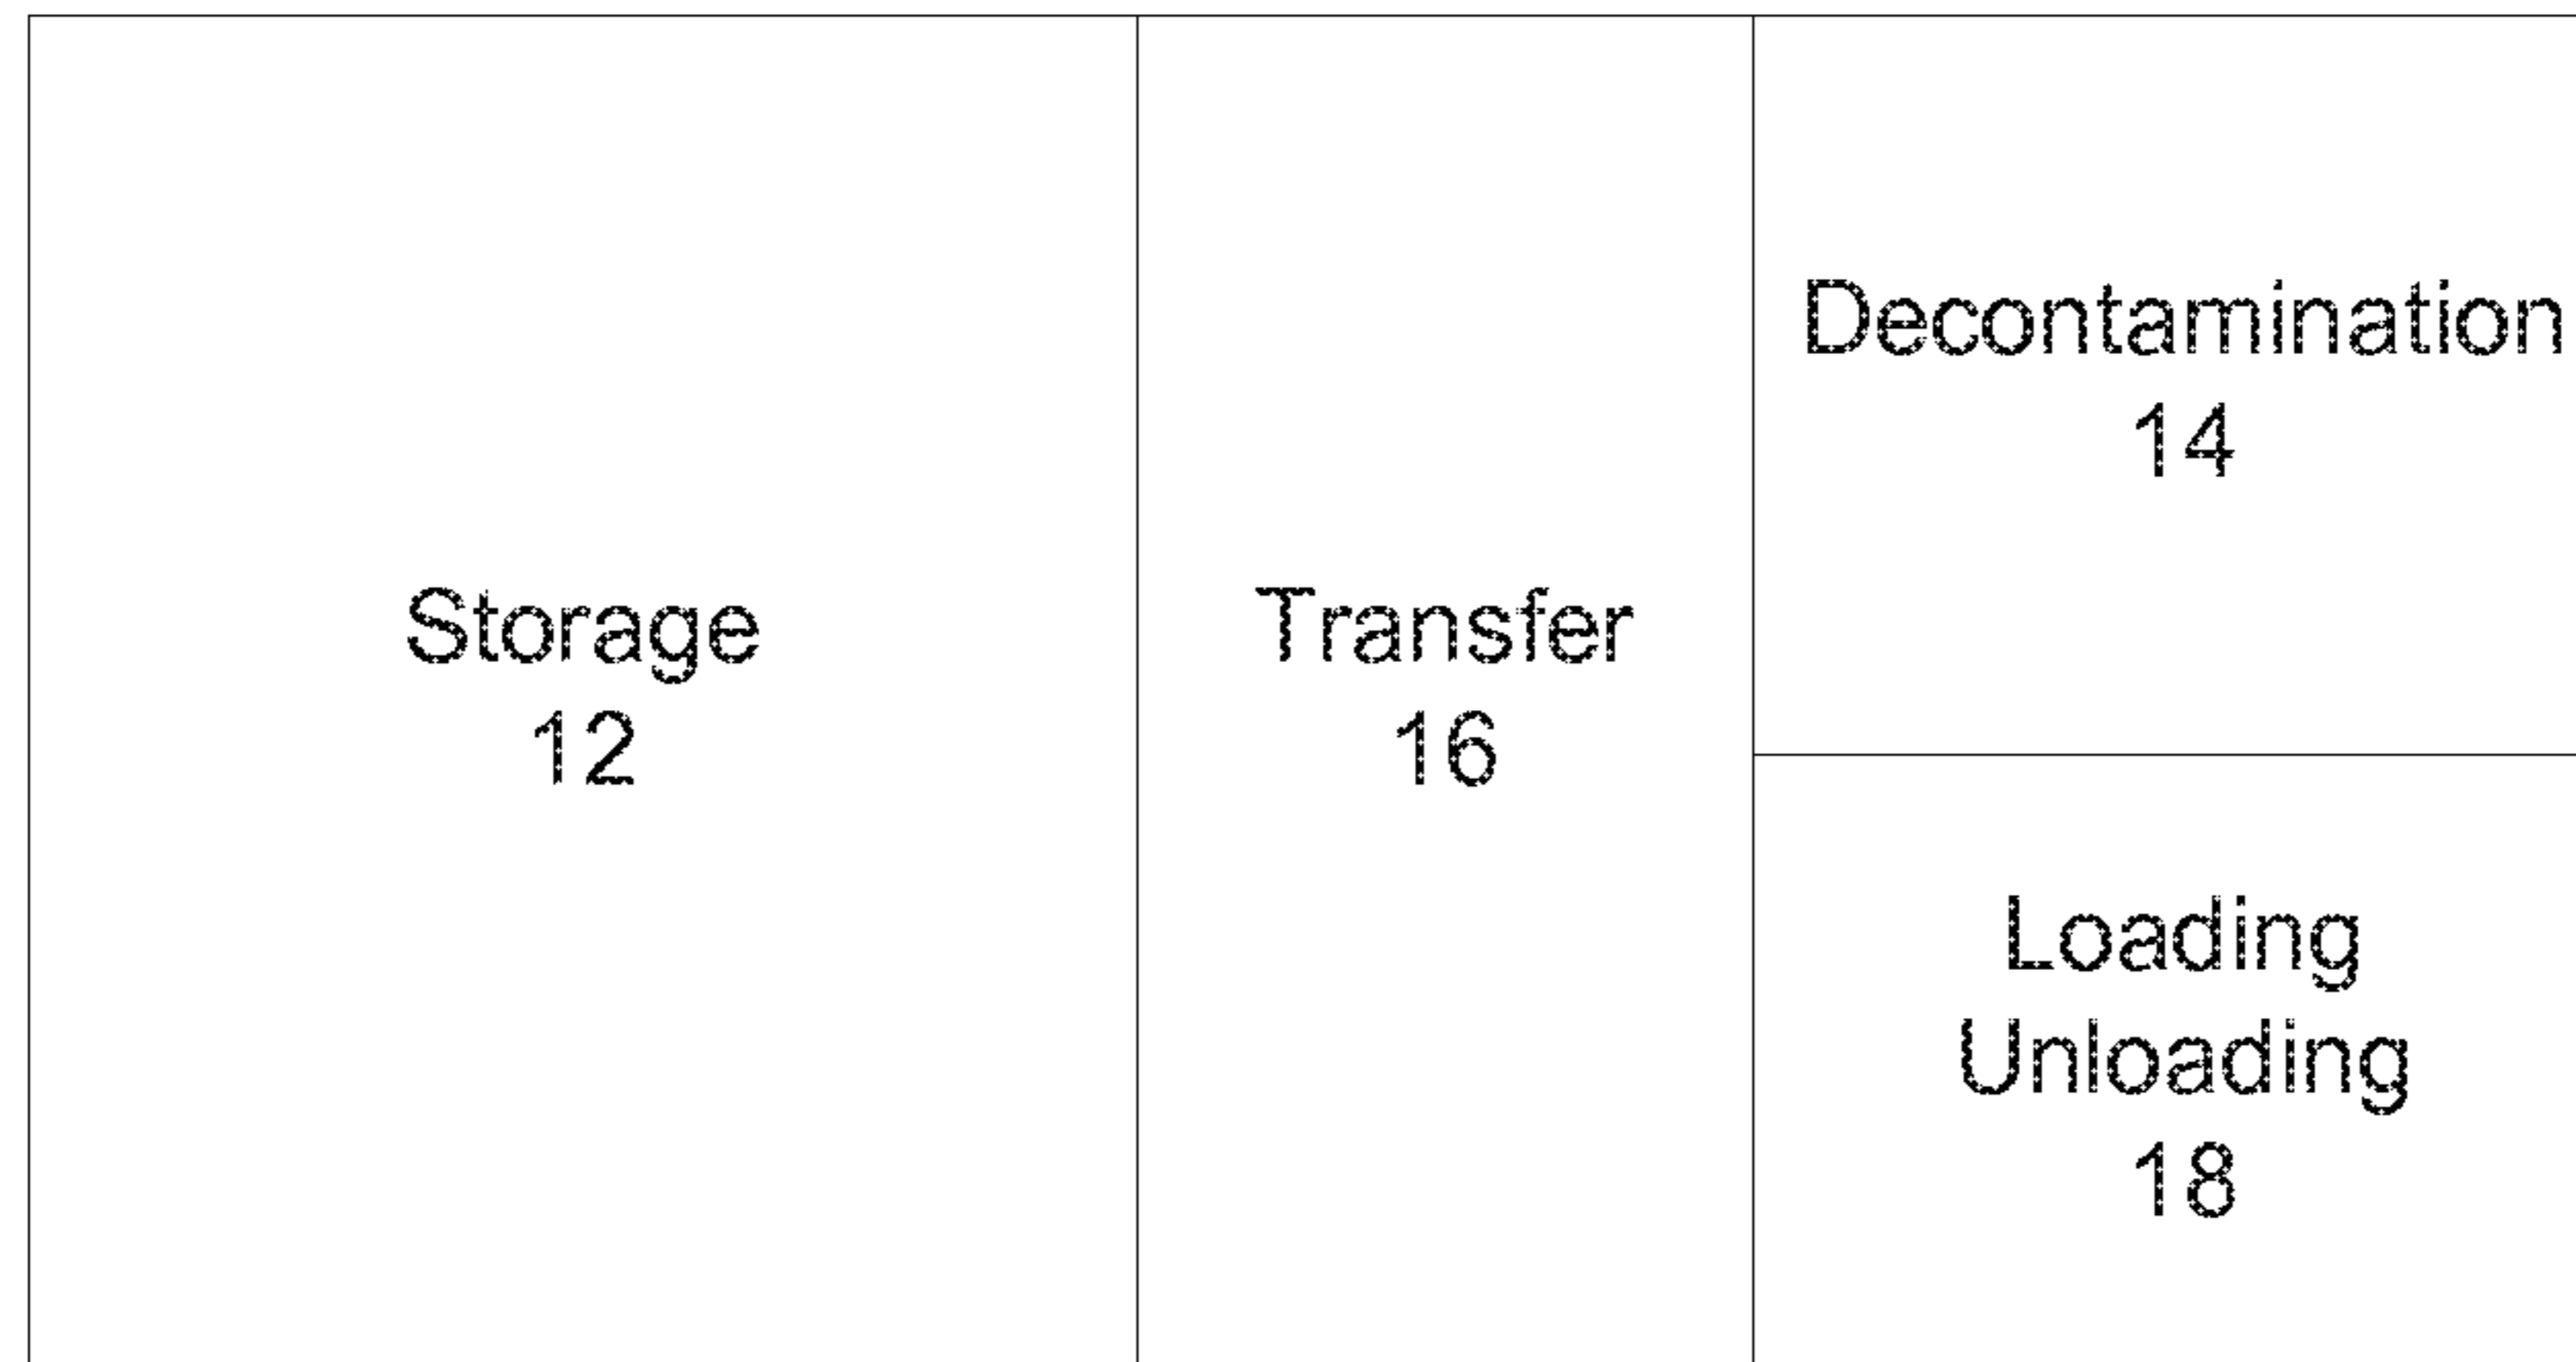 Storage
12
Transfer
16
Decontamination
14
Loading
Unloading
18